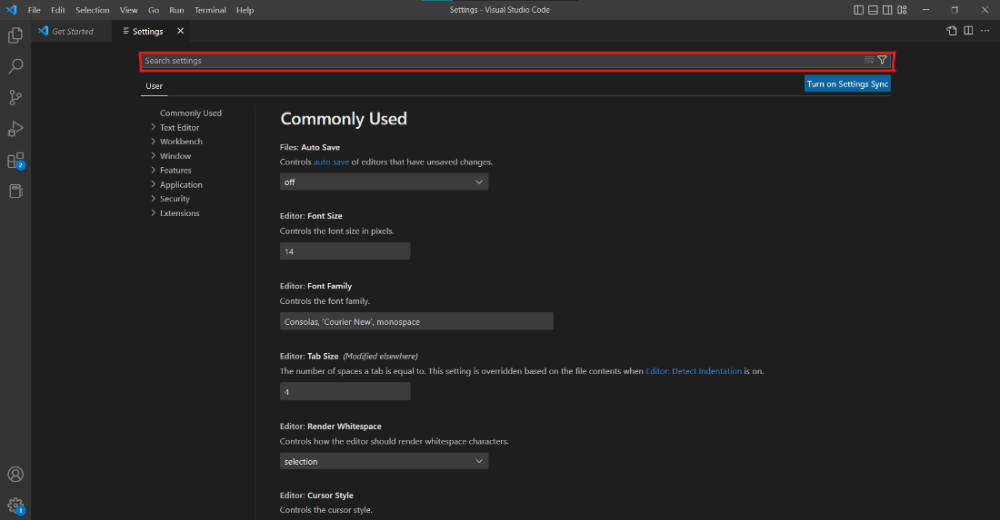 File Edit Selection View Go Run Terminal Help
Settings - Visual Studio Code
Get Started
Settings
Search settings
User
Turn on Settings Sync
Commonly Used
Text Editor
Workbench
Window
Features
Application
Security
Extensions
Commonly Used
Files: Auto Save
Controls auto save of editors that have unsaved changes.
off
Editor: Font Size
Controls the font size in pixels.
14
Editor: Font Family
Controls the font family.
Consolas, 'Courier New', monospace
Editor: Tab Size (Modified elsewhere)
The number of spaces a tab is equal to. This setting is overridden based on the file contents when Editor: Detect Indentation is on.
4
Editor: Render Whitespace
Controls how the editor should render whitespace characters.
selection
Editor: Cursor Style
Controls the cursor style.
2
1